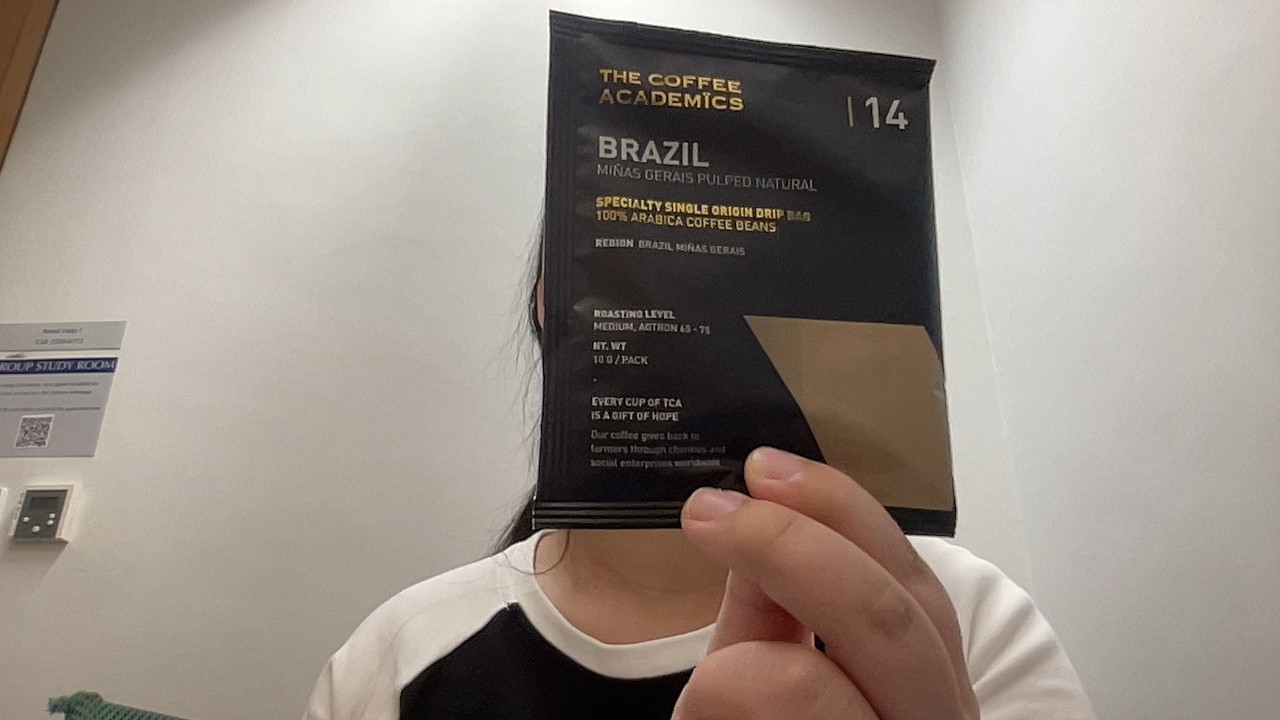 THE COFFEE
ACADEMÏCS
| 14
BRAZIL
MIÑAS GERAIS PULPED NATURAL
SPECIALTY SINGLE ORIGIN DRIP BAG
100% ARABICA COFFEE BEANS
REGION BRAZIL MIÑAS GERAIS
ROASTING LEVEL
MEDIUM, AGTRON 65 - 75
NT. WT
10 G / PACK
EVERY CUP OF TCA
IS A GIFT OF HOPE
Our coffee gives back to
farmers through charities and
social enterprises worldwide
ROUP STUDY ROOM